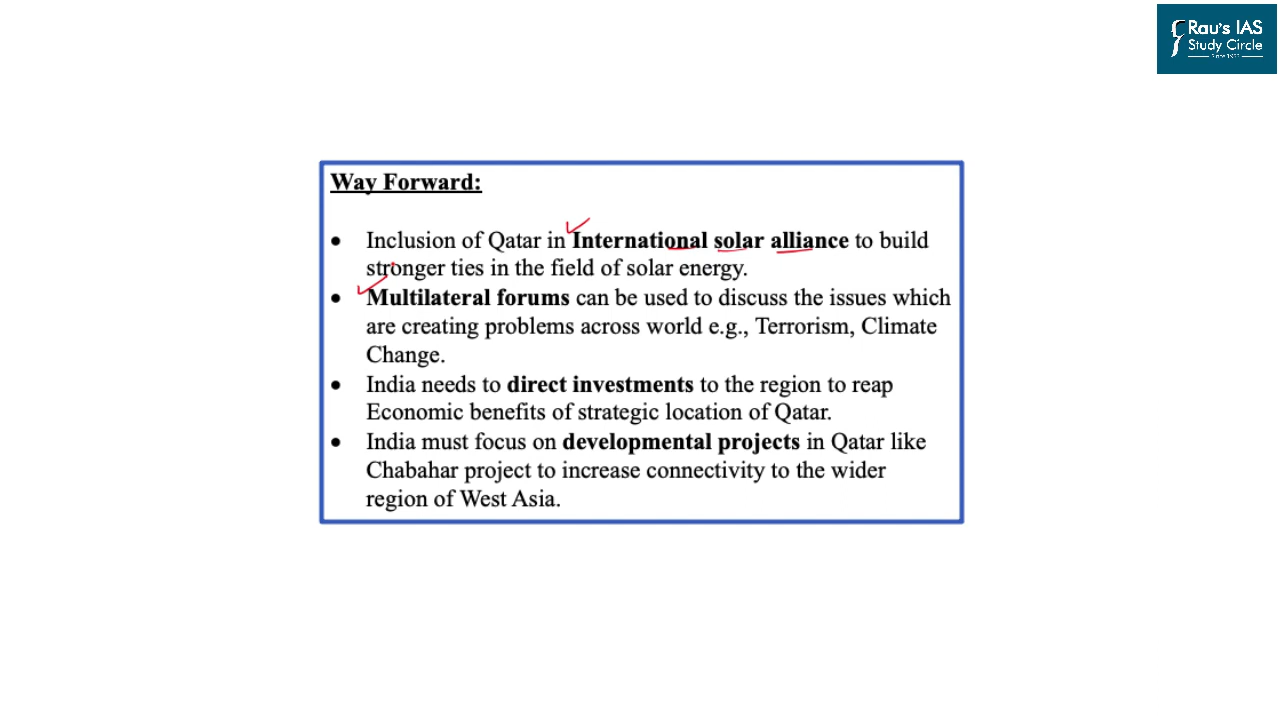 Rau's IAS
Study Circle
Way Forward:
• Inclusion of Qatar in International solar alliance to build
stronger ties in the field of solar energy.
• Multilateral forums can be used to discuss the issues which
are creating problems across world e.g., Terrorism, Climate
Change.
• India needs to direct investments to the region to reap
Economic benefits of strategic location of Qatar.
• India must focus on developmental projects in Qatar like
Chabahar project to increase connectivity to the wider
region of West Asia.